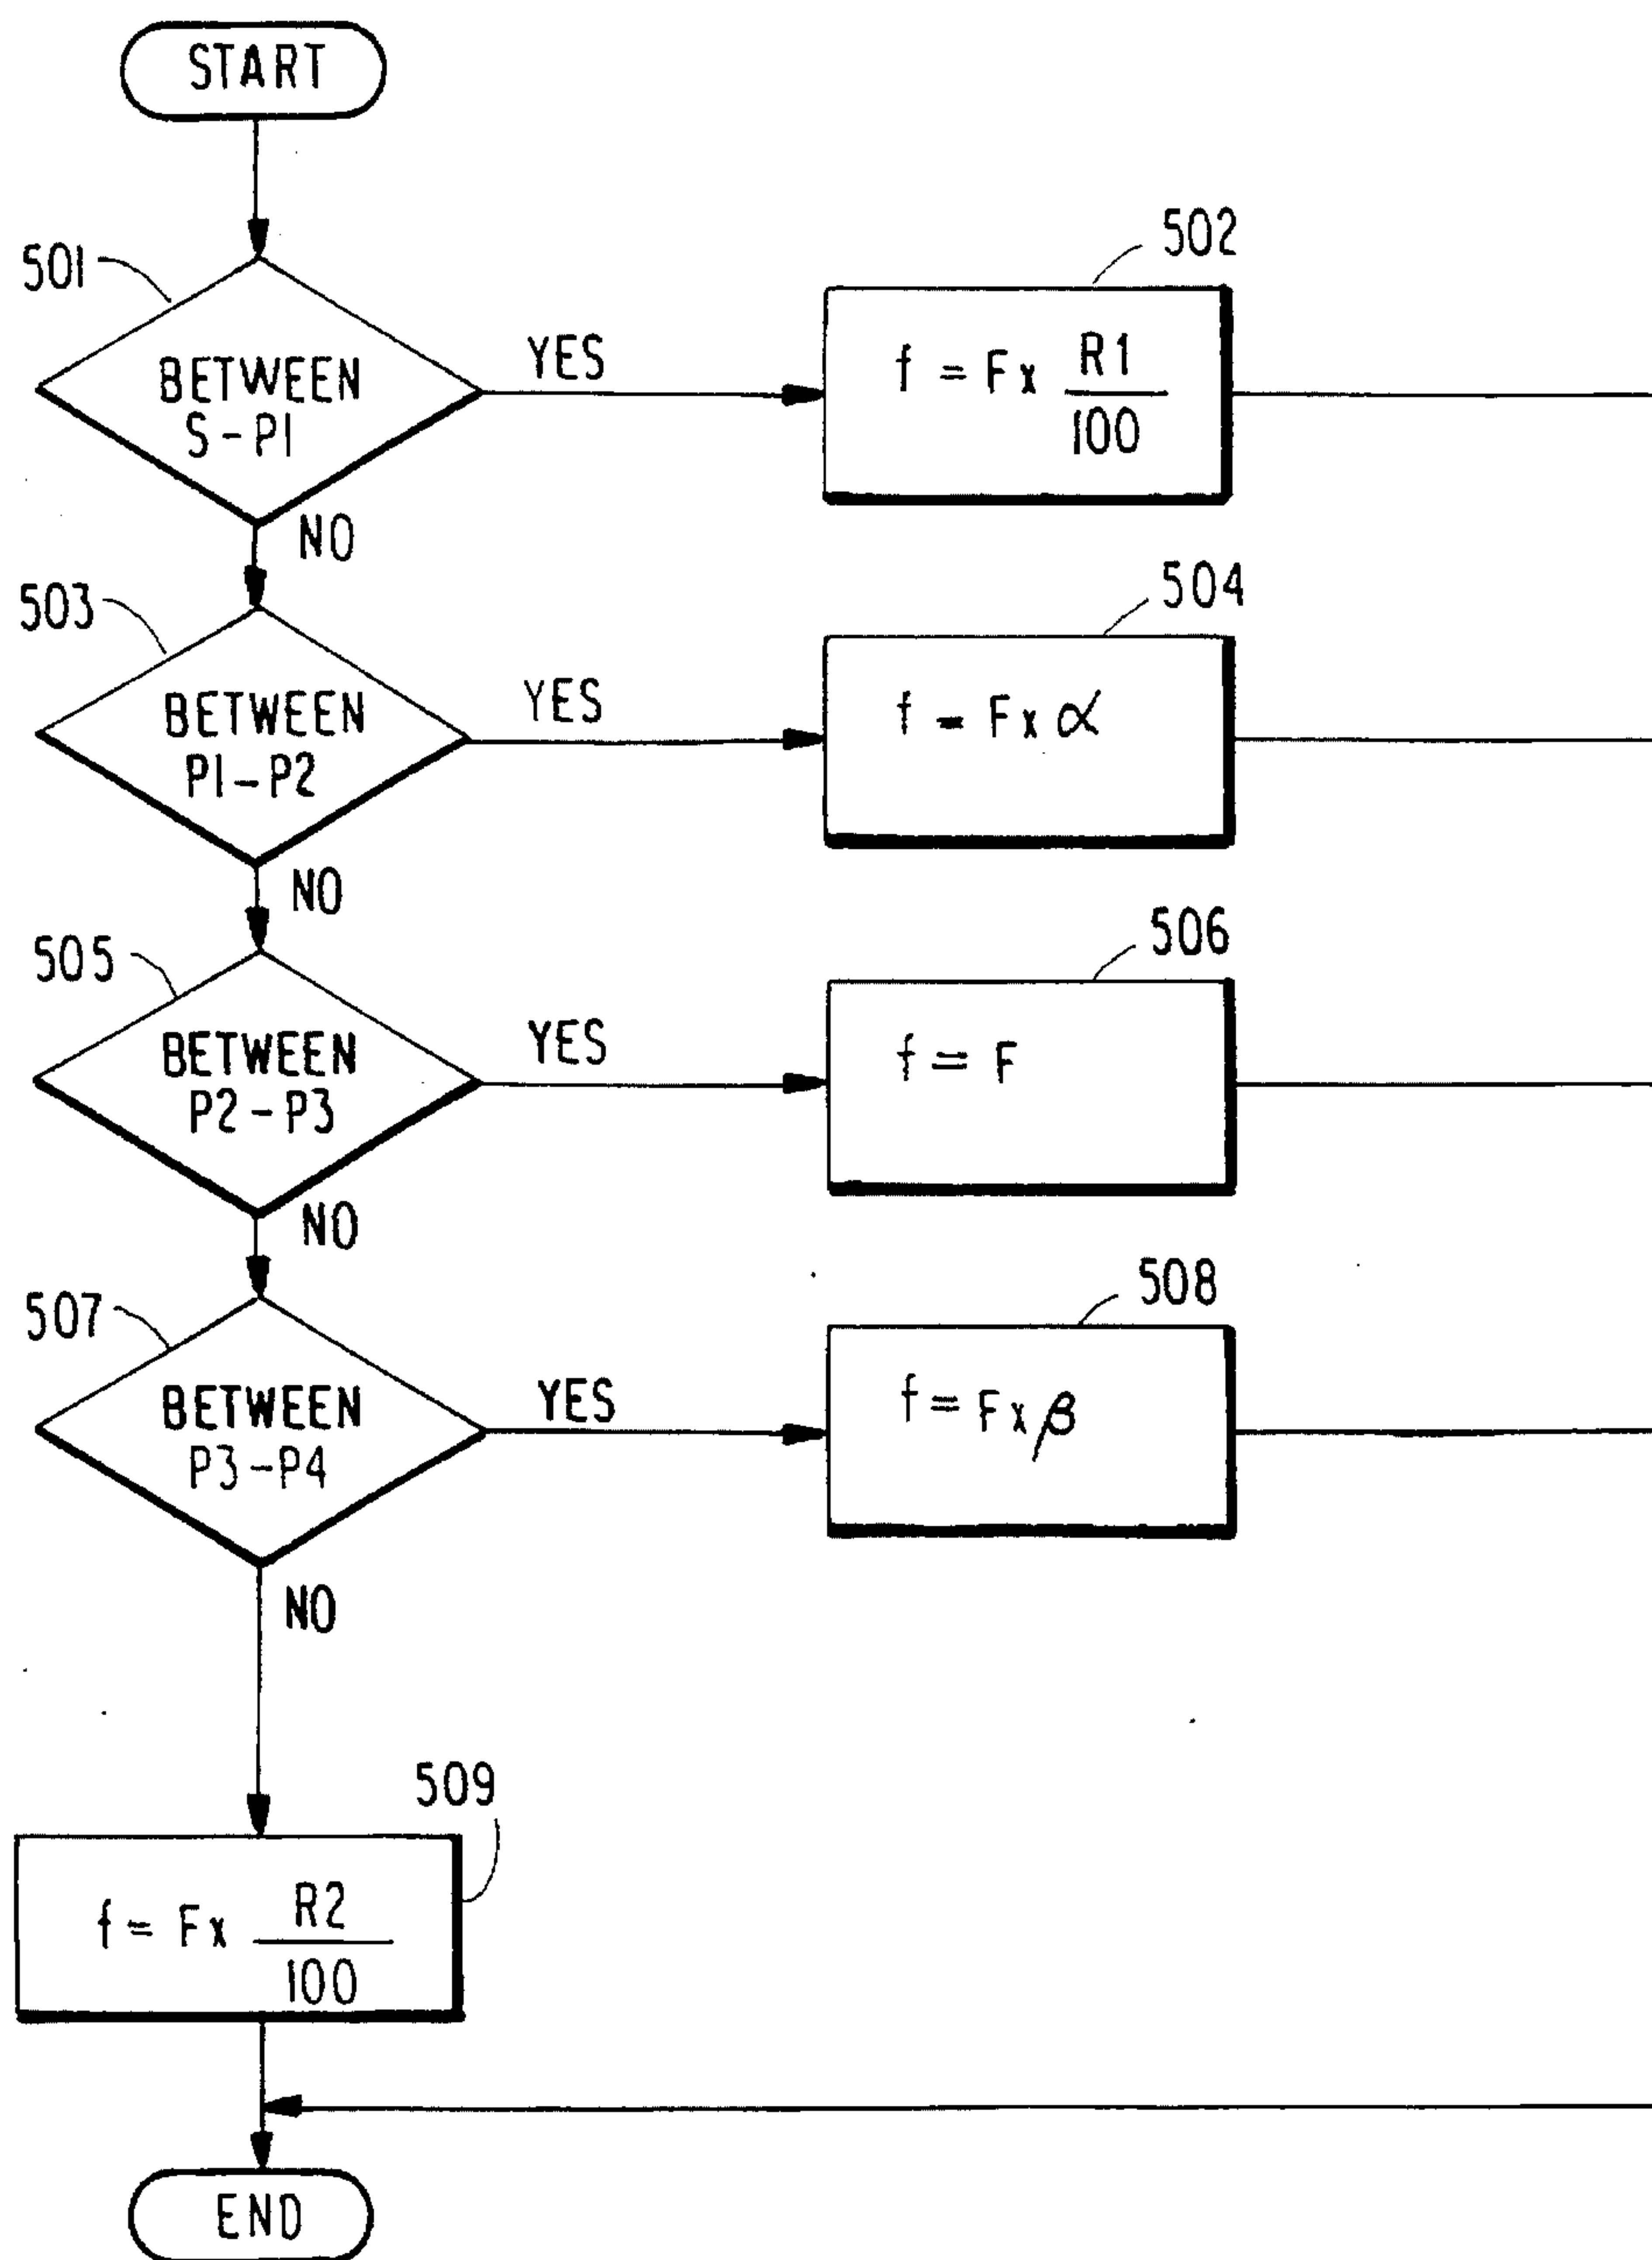 START
501
BETWEEN
S-P1
YES
502
f = F x R1
100
NO
503
BETWEEN
P1-P2
YES
504
f = F x α
NO
505
BETWEEN
P2-P3
YES
506
f = F
NO
507
BETWEEN
P3-P4
YES
508
f = F x β
NO
509
f = F x R2
100
END